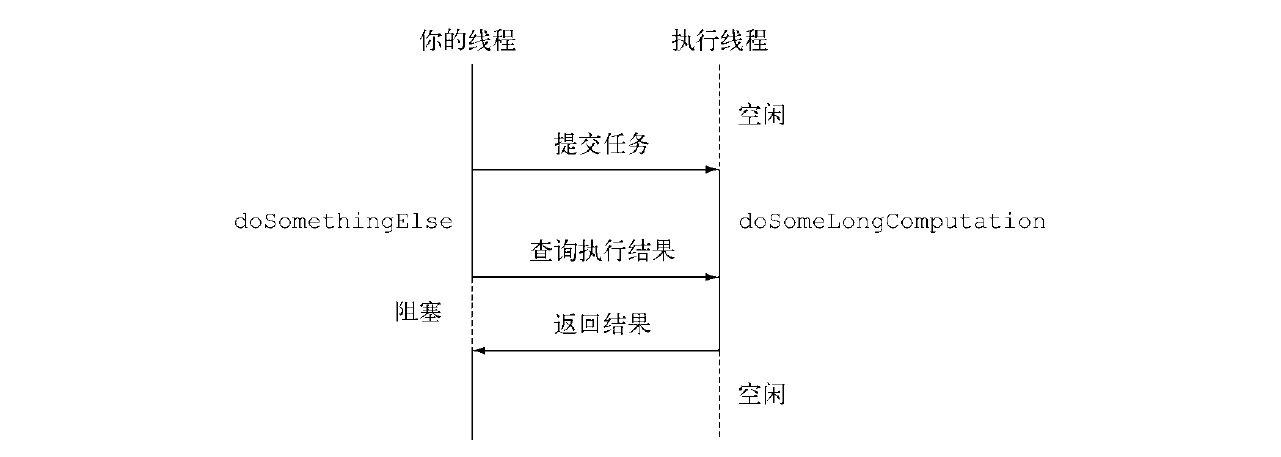 你的线程
执行线程
空闲
提交任务
doSomethingElse
doSomeLongComputation
查询执行结果
阻塞
返回结果
空闲